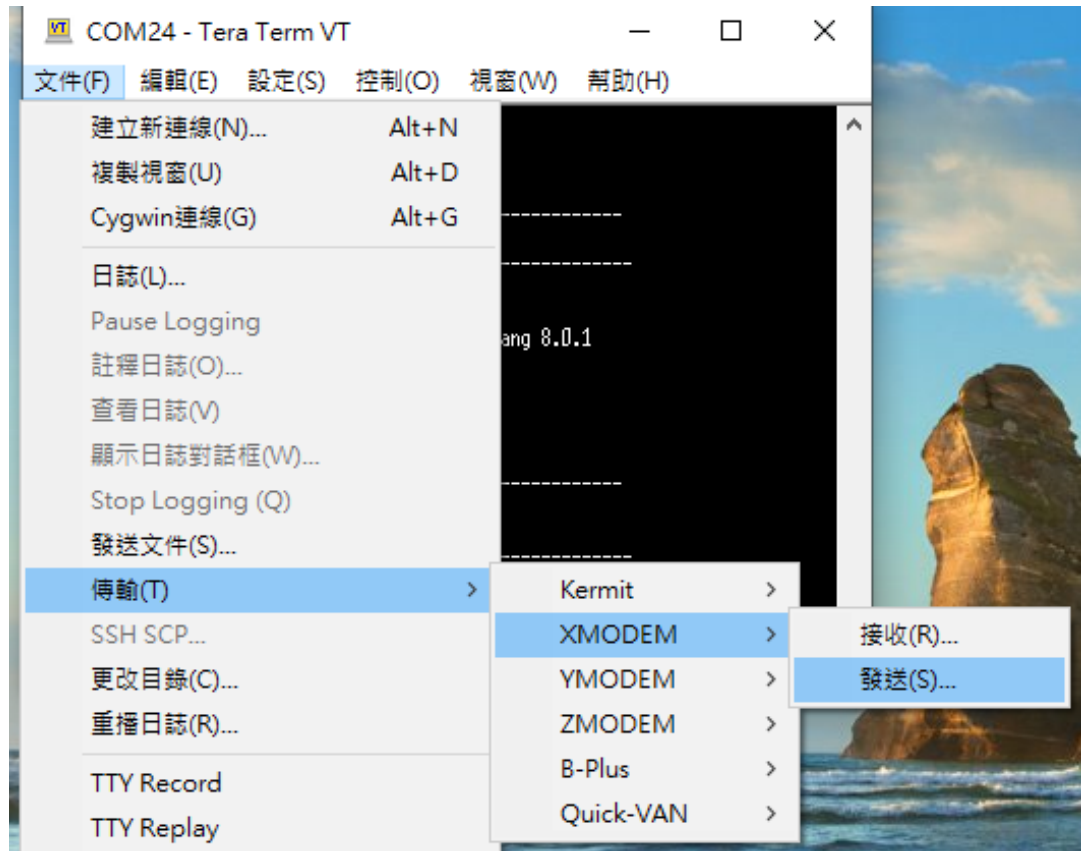 VT COM24 - Tera Term VT
文件(F) 編輯(E) 設定(S) 控制(O) 視窗(W) 幫助(H)
建立新連線(N)... Alt+N
複製視窗(U) Alt+D
Cygwin連線(G) Alt+G
------------
-------------
日誌(L)...
Pause Logging
ang 8.0.1
註釋日誌(O)...
查看日誌(V)
顯示日誌對話框(W)...
------------
Stop Logging (Q)
發送文件(S)...
-------------
傳輸(T) >
SSH SCP...
更改目錄(C)...
重播日誌(R)...
TTY Record
TTY Replay
Kermit >
XMODEM >
YMODEM >
ZMODEM >
B-Plus >
Quick-VAN >
接收(R)...
發送(S)...